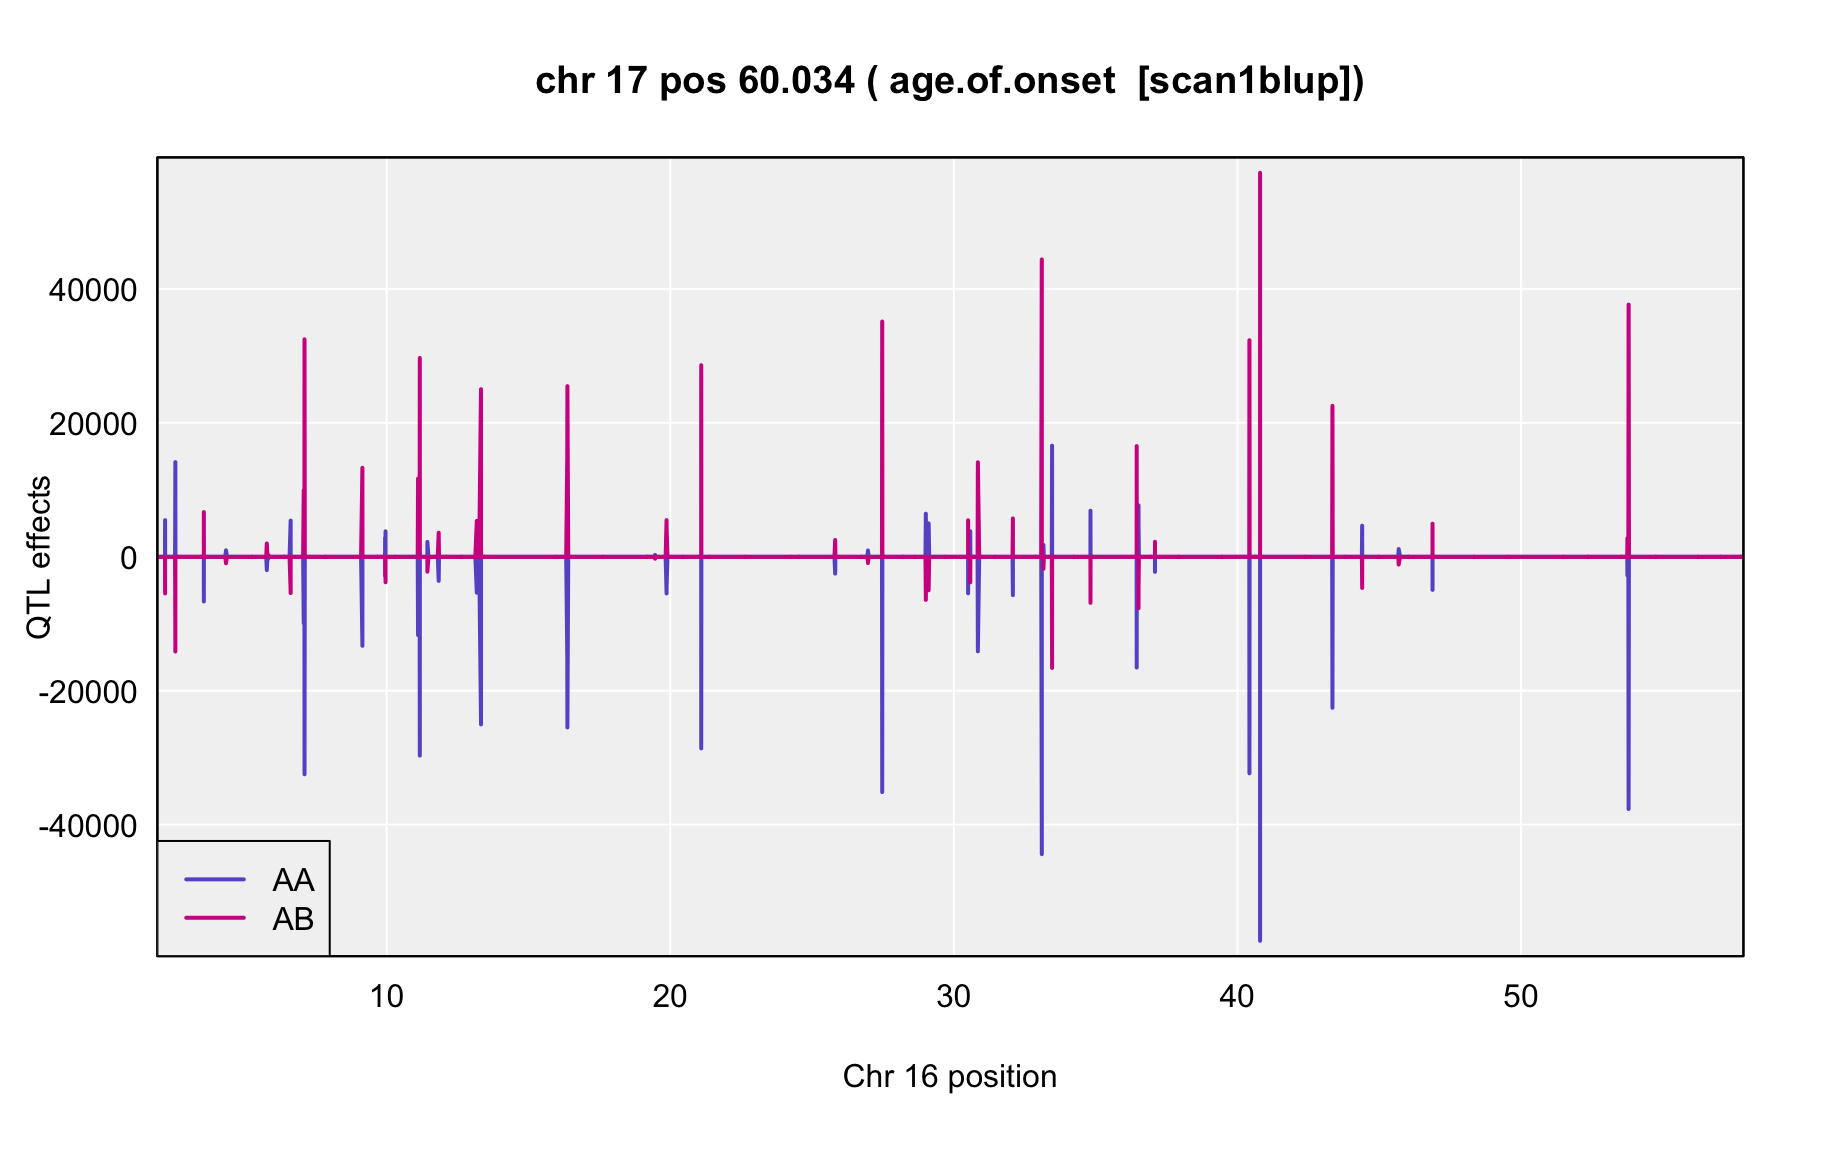 chr 17 pos 60.034 ( age.of.onset  [scan1blup])
QTL effects
40000
20000
0
-20000
-40000
AA
AB
10 20 30 40 50
Chr 16 position